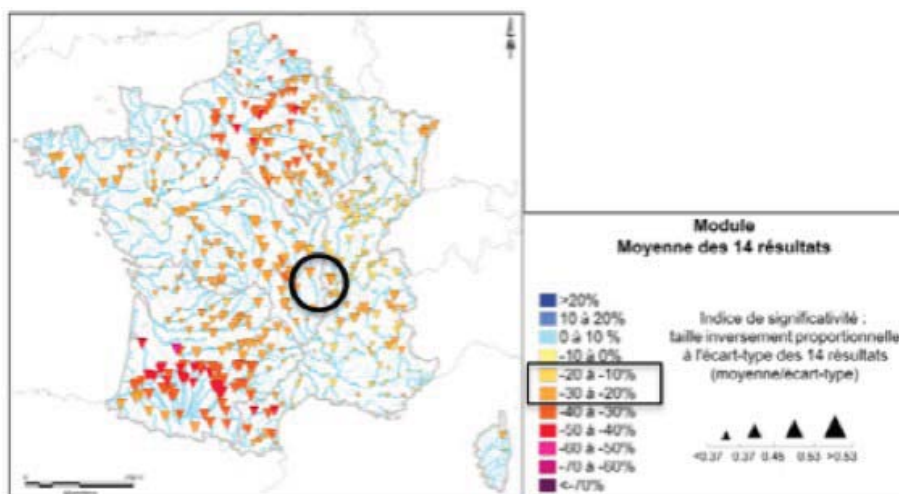 Module
Moyenne des 14 résultats
>20%
10 à 20%
0 à 10 %
-10 à 0%
-20 à -10%
-30 à -20%
-40 à -30%
-50 à -40%
-60 à -50%
-70 à -60%
<-70%
Indice de significativité :
taille inversement proportionnelle
à l'écart-type des 14 résultats
(moyenne/écart-type)
<0.37 0.37 0.45 0.53 >0.53